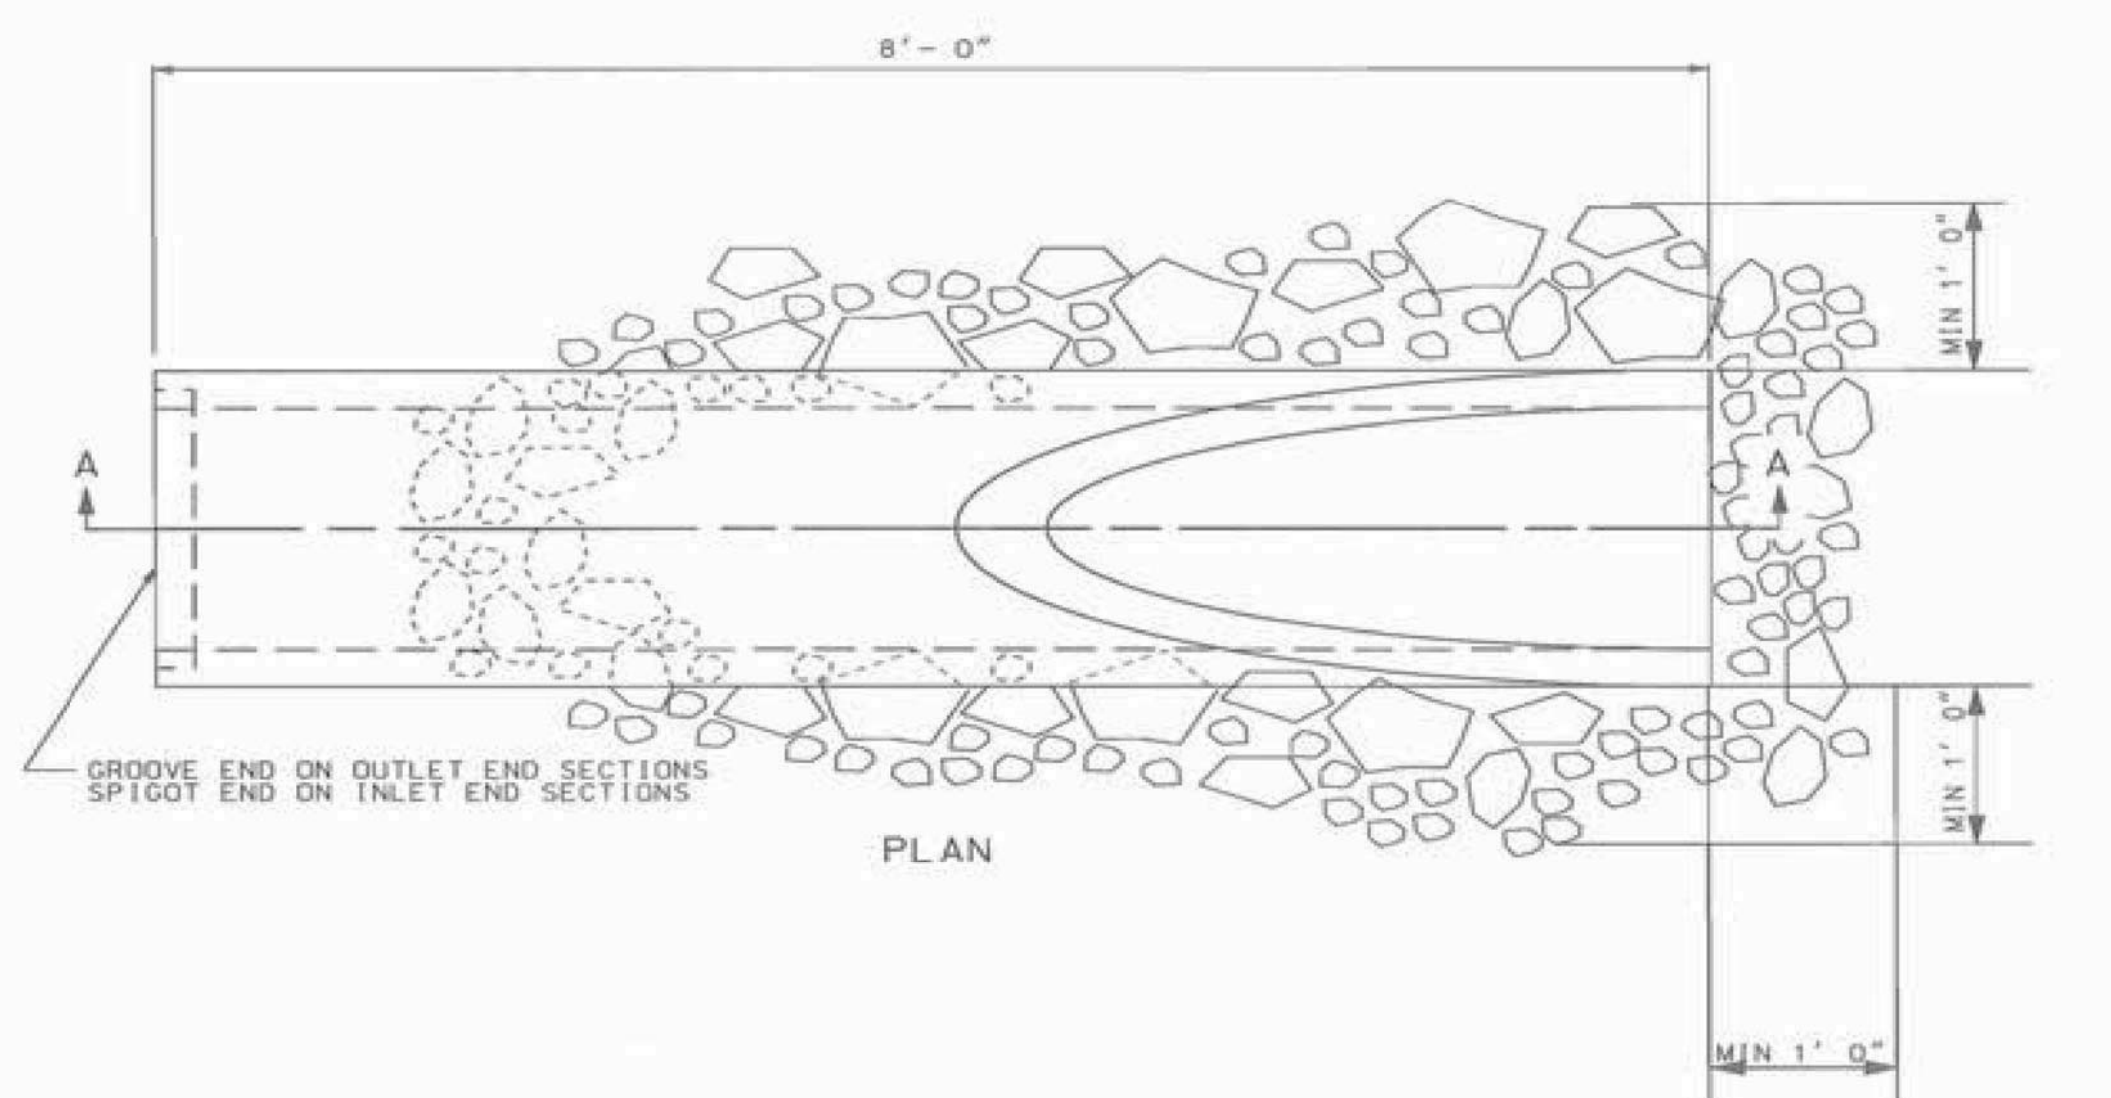 8'- 0"
MIN 1' 0"
A
A
GROOVE END ON OUTLET END SECTIONS
SPIGOT END ON INLET END SECTIONS
MIN 1' 0"
PLAN
MIN 1' 0"